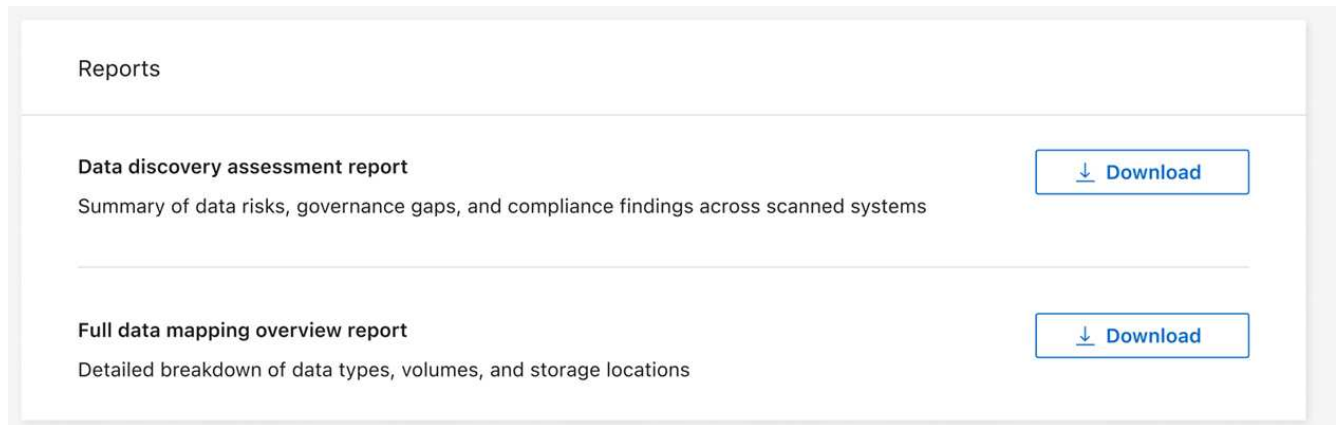 Reports
Data discovery assessment report
Download
Summary of data risks, governance gaps, and compliance findings across scanned systems
Full data mapping overview report
Download
Detailed breakdown of data types, volumes, and storage locations